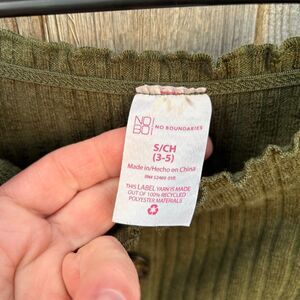 NO
BO
NO BOUNDARIES
S/CH
(3-5)
Made in/Hecho en China
THIS LABEL YARN IS MADE
OUT OF 100% RECYCLED
POLYESTER MATERIALS